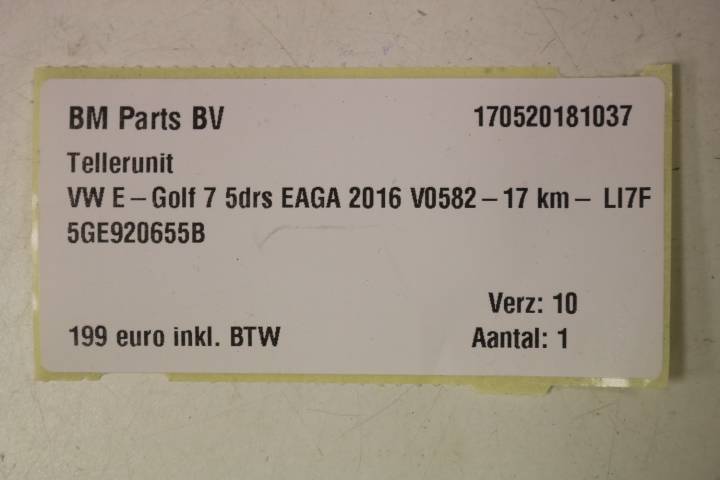 BM Parts BV 170520181037
Tellerunit
VW E – Golf 7 5drs EAGA 2016 V0582 – 17 km – LI7F
5GE920655B
Verz: 10
199 euro inkl. BTW Aantal: 1